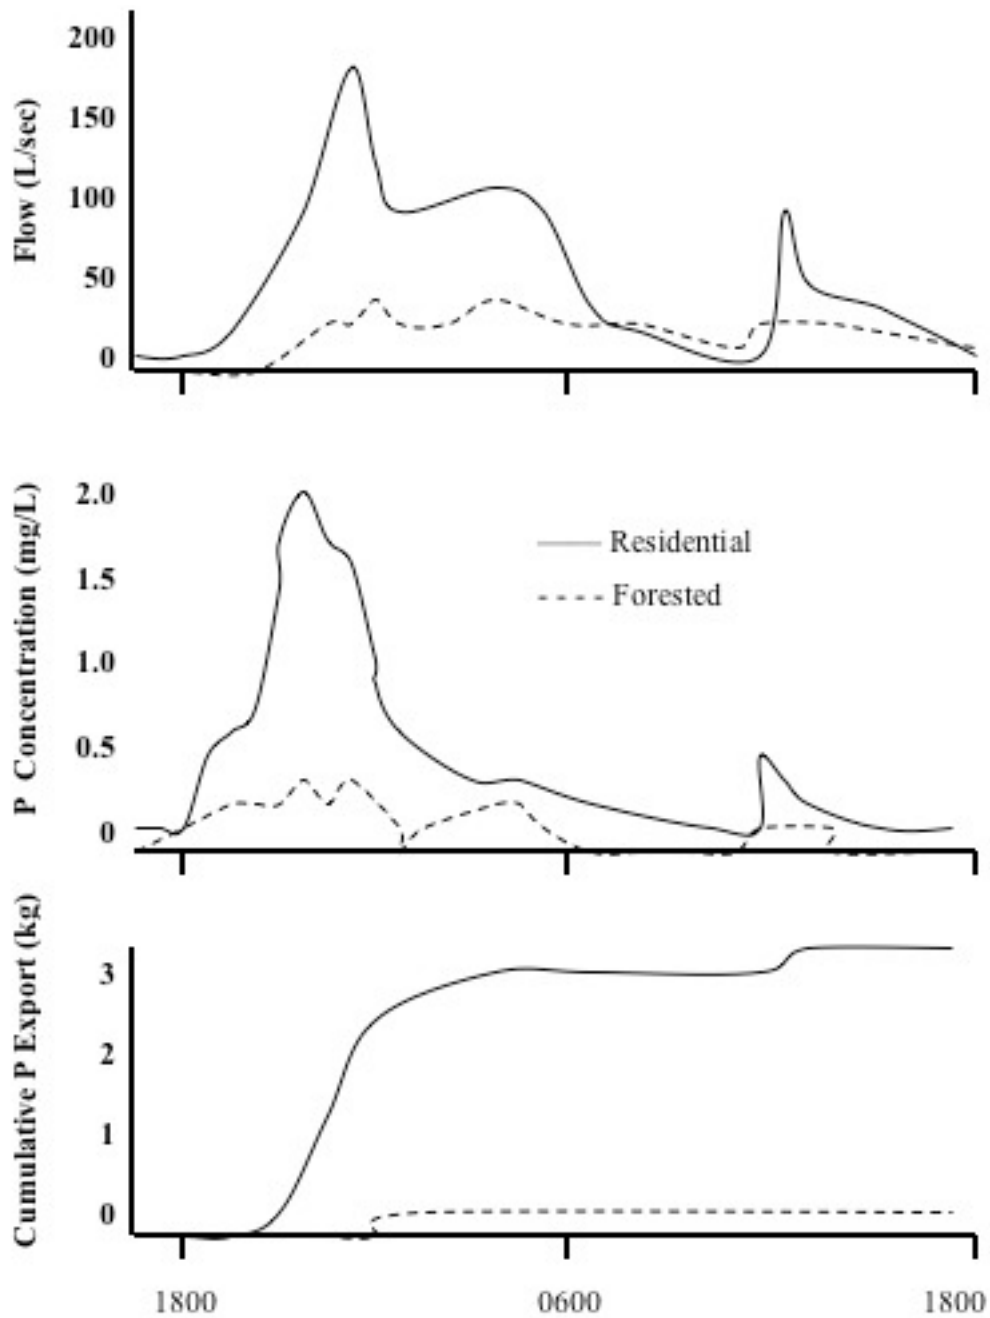 Flow (L/sec)
200
150
100
50
0
P Concentration (mg/L)
2.0
1.5
1.0
0.5
0
Residential
Forested
Cumulative P Export (kg)
3
2
1
0
1800 0600 1800